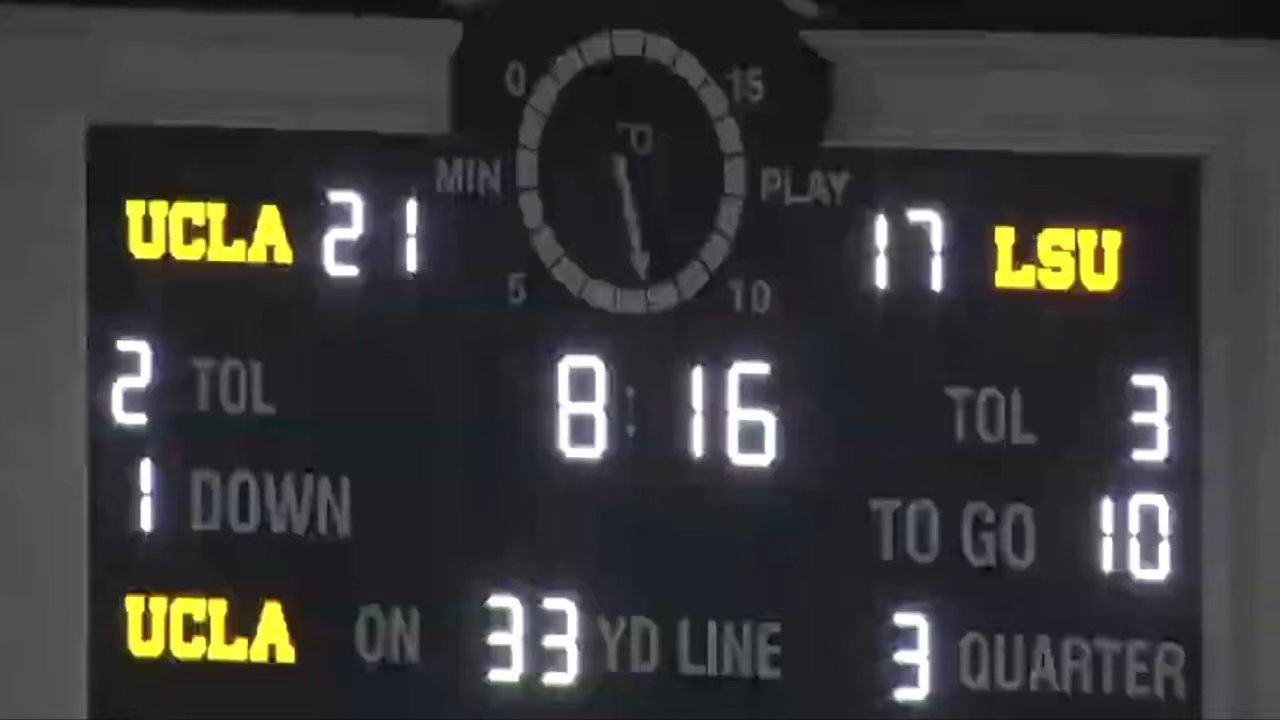 0 15
MIN PLAY
UCLA 21 17 LSU
5 10
2 TOL 8:16 TOL 3
1 DOWN TO GO 10
UCLA ON 33 YD LINE 3 QUARTER